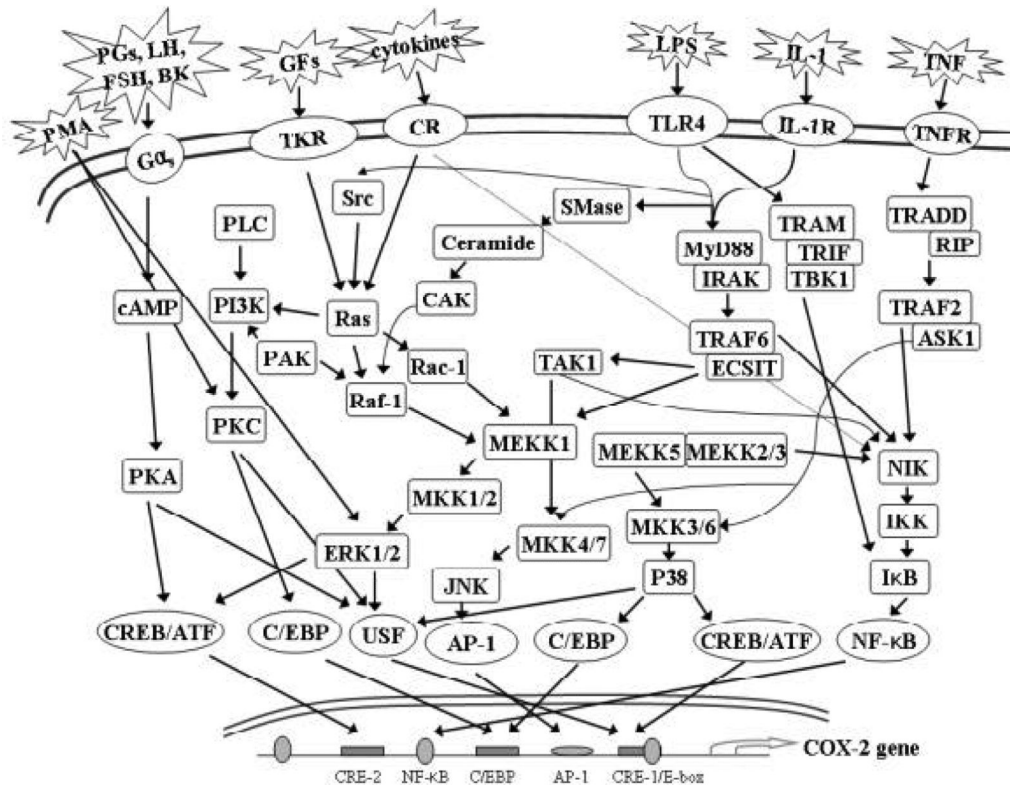 PGs, LH,
FSH, BK
GFs
cytokines
LPS
IL-1
TNF
PMA
Gαs
TKR
CR
TLR4
IL-1R
TNFR
Src
SMase
TRADD
RIP
PLC
Ceramide
MyD88
IRAK
TRAM
TRIF
TBK1
cAMP
PI3K
Ras
CAK
TRAF6
ECSIT
TRAF2
ASK1
PAK
Rac-1
TAK1
Raf-1
PKC
MEKK1
MEKK5
MEKK2/3
NIK
PKA
MKK1/2
MKK3/6
IKK
ERK1/2
MKK4/7
JNK
P38
IκB
CREB/ATF
C/EBP
USF
AP-1
C/EBP
CREB/ATF
NF-κB
COX-2 gene
CRE-2
NF-κB
C/EBP
AP-1
CRE-1/E-box